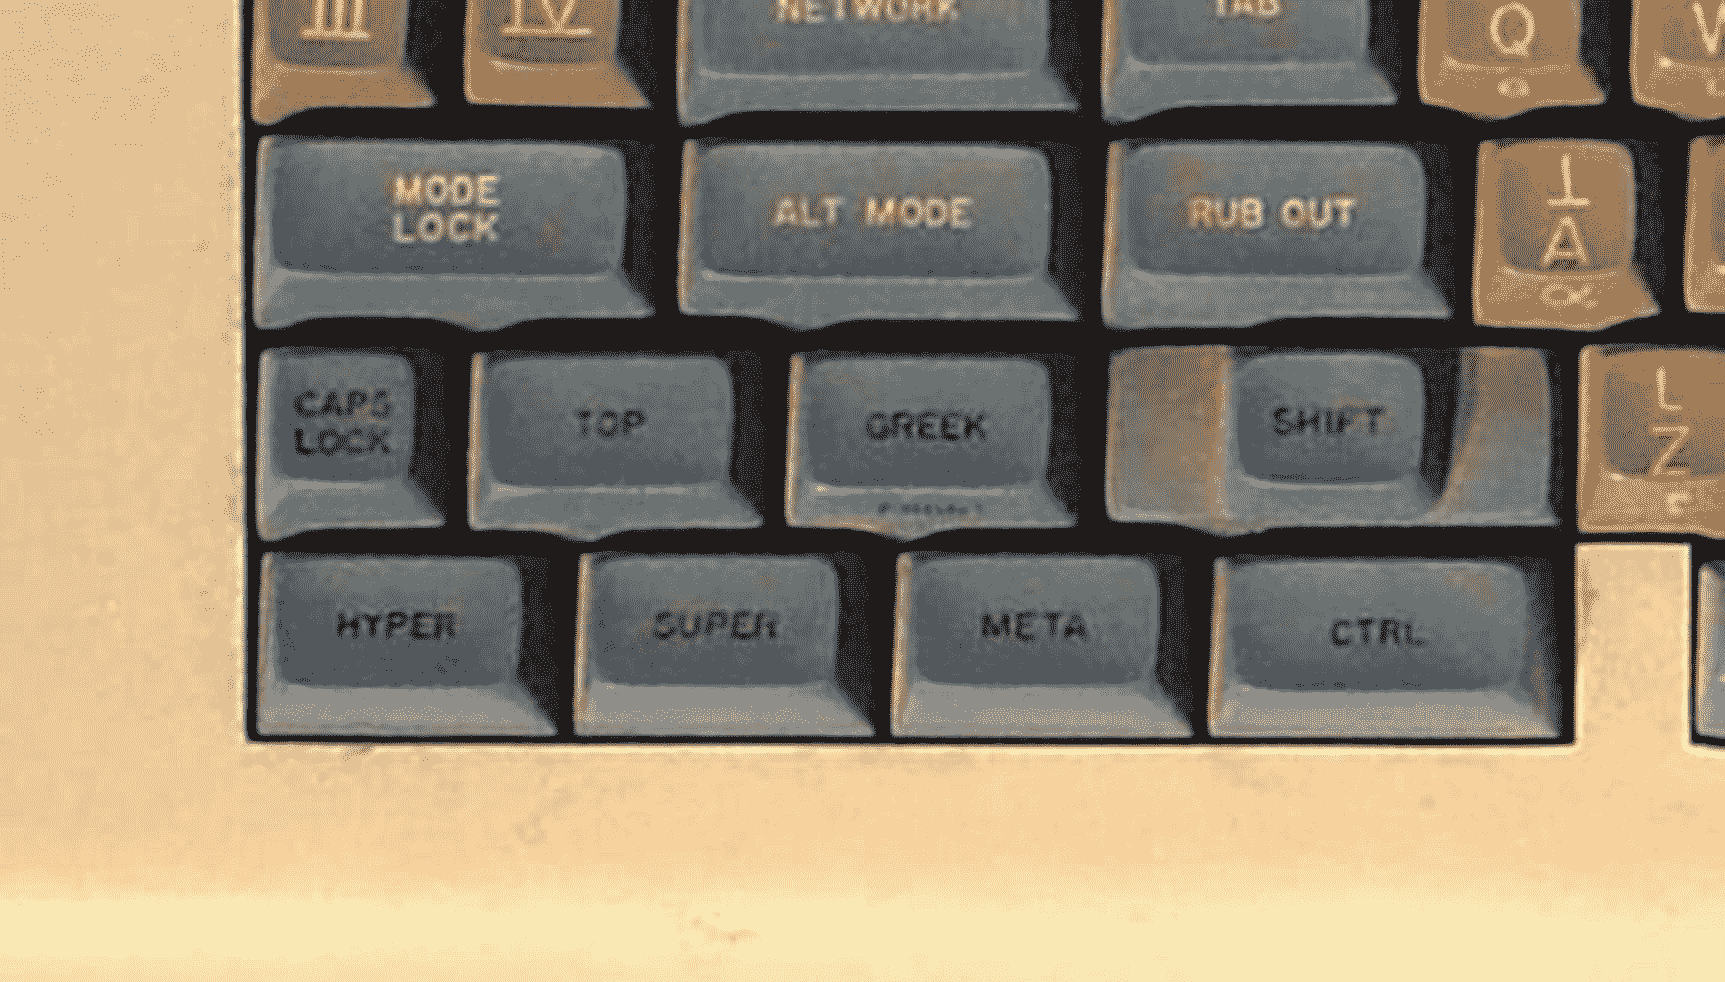 III IV NETWORK TAB Q W
MODE LOCK ALT MODE RUB OUT ⊥ A α
CAPS LOCK TOP GREEK SHIFT L Z
HYPER SUPER META CTRL